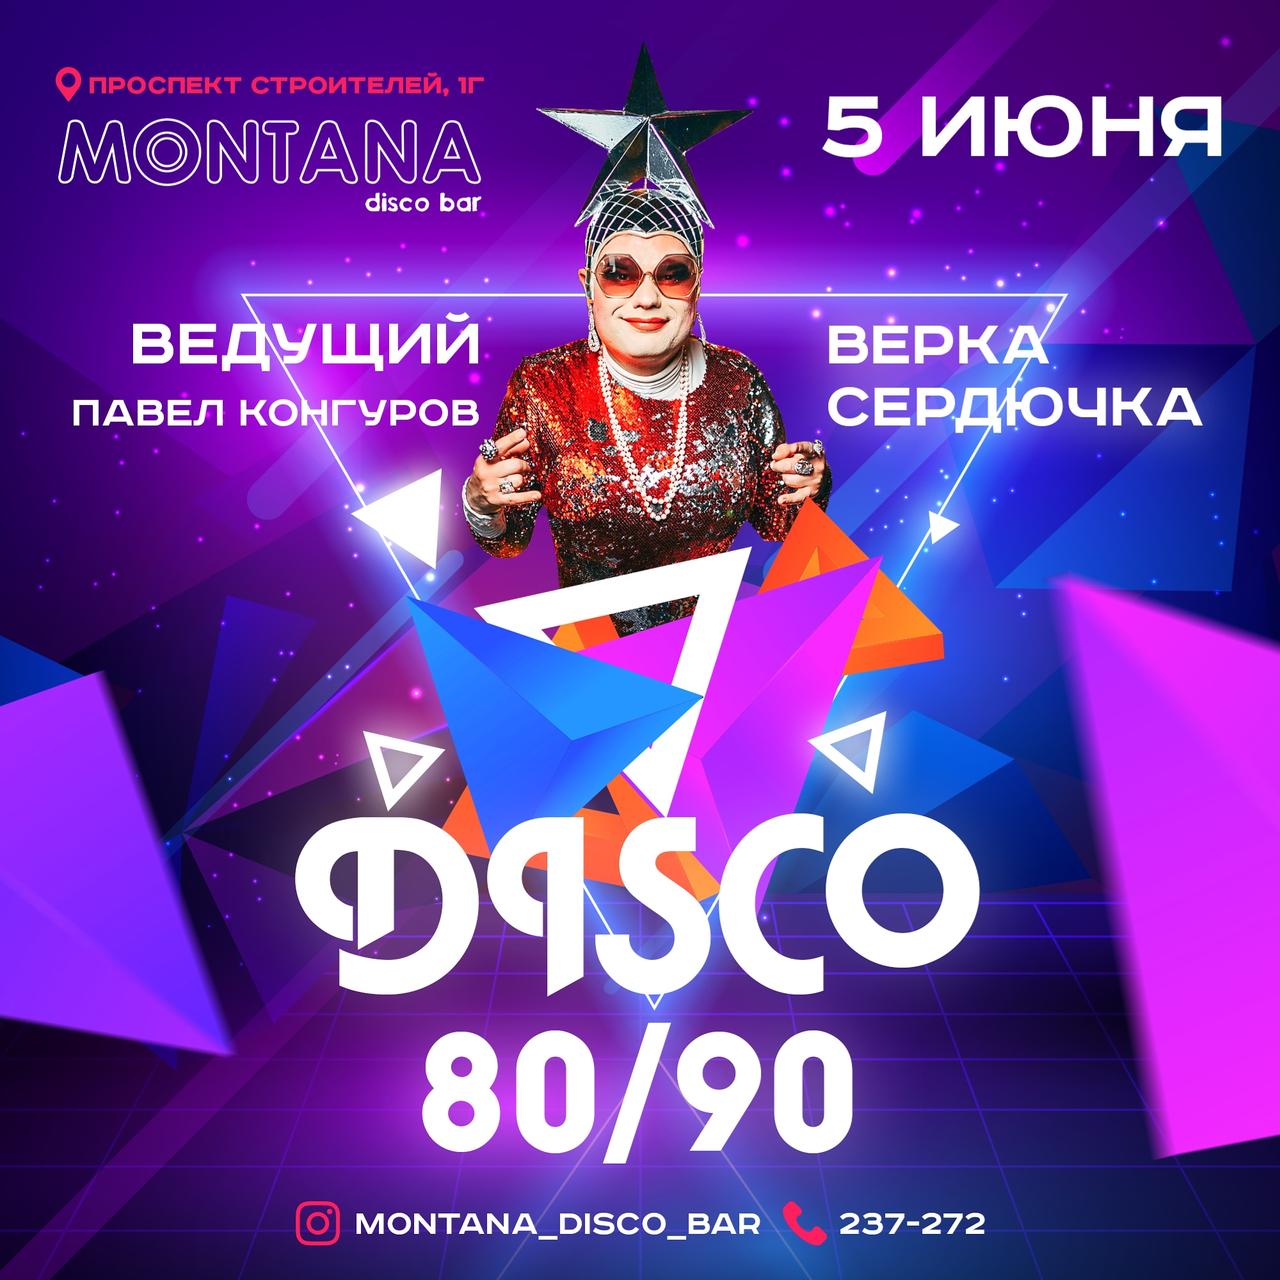 ПРОСПЕКТ СТРОИТЕЛЕЙ, 1Г
MONTANA
disco bar
5 ИЮНЯ
ВЕДУЩИЙ
ПАВЕЛ КОНГУРОВ
ВЕРКА
СЕРДЮЧКА
DISCO
80/90
MONTANA_DISCO_BAR
237-272